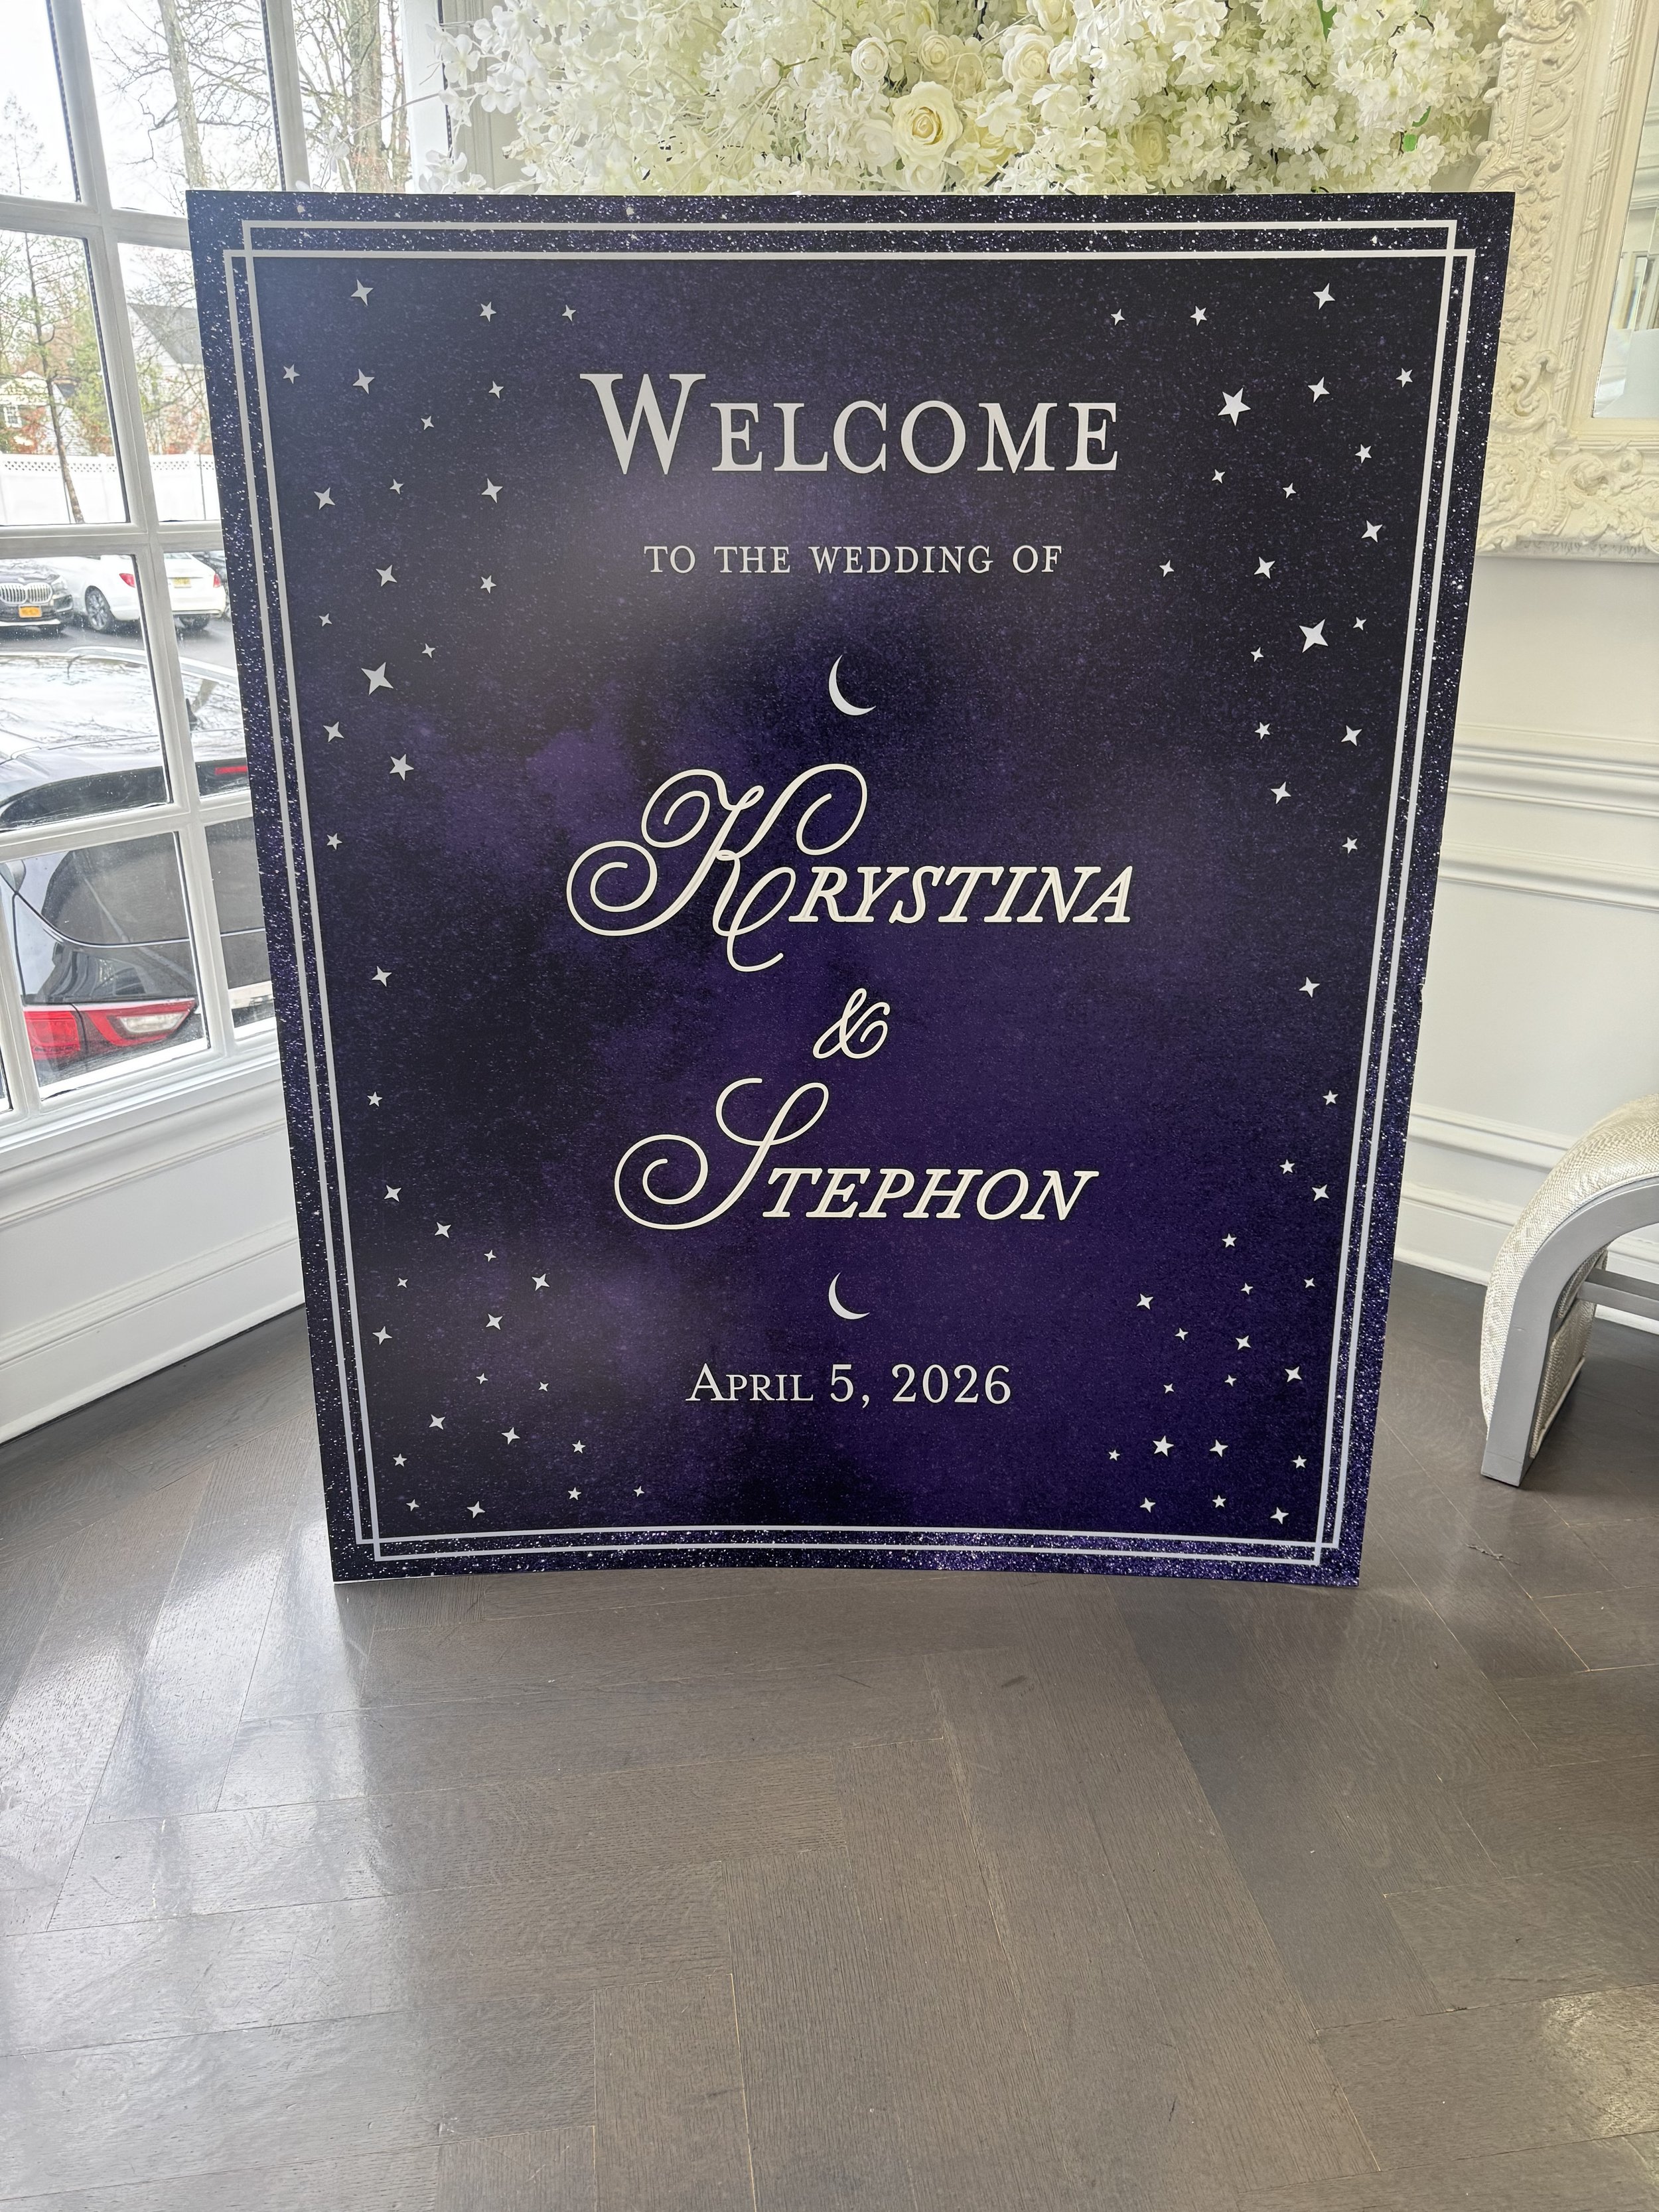 WELCOME
TO THE WEDDING OF
KRYSTINA
&
STEPHON
APRIL 5, 2026